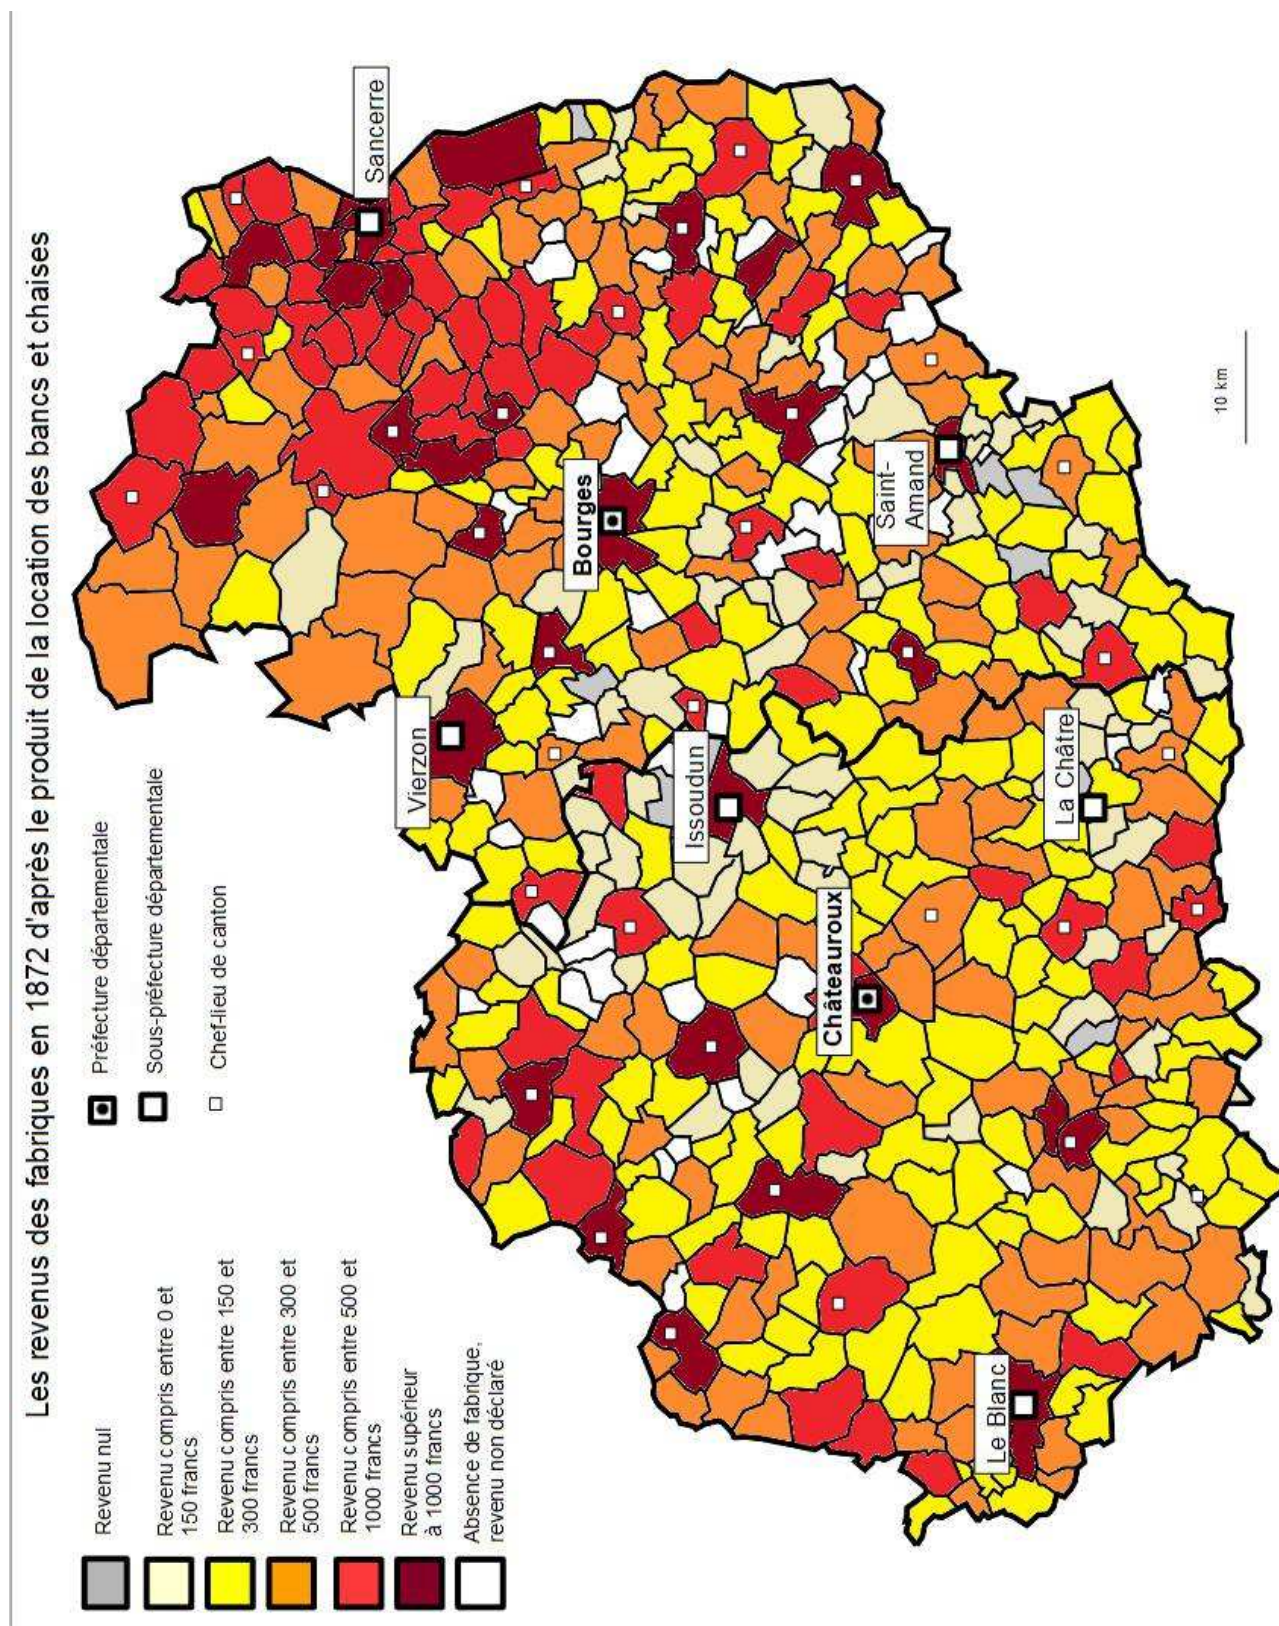 Les revenus des fabriques en 1872 d'après le produit de la location des bancs et chaises
Revenu nul
Revenu compris entre 0 et
150 francs
Revenu compris entre 150 et
300 francs
Revenu compris entre 300 et
500 francs
Revenu compris entre 500 et
1000 francs
Revenu supérieur
à 1000 francs
Absence de fabrique,
revenu non déclaré
Préfecture départementale
Sous-préfecture départementale
Chef-lieu de canton
Sancerre
Vierzon
Bourges
Issoudun
Châteauroux
Saint-
Amand
Le Blanc
La Châtre
10 km